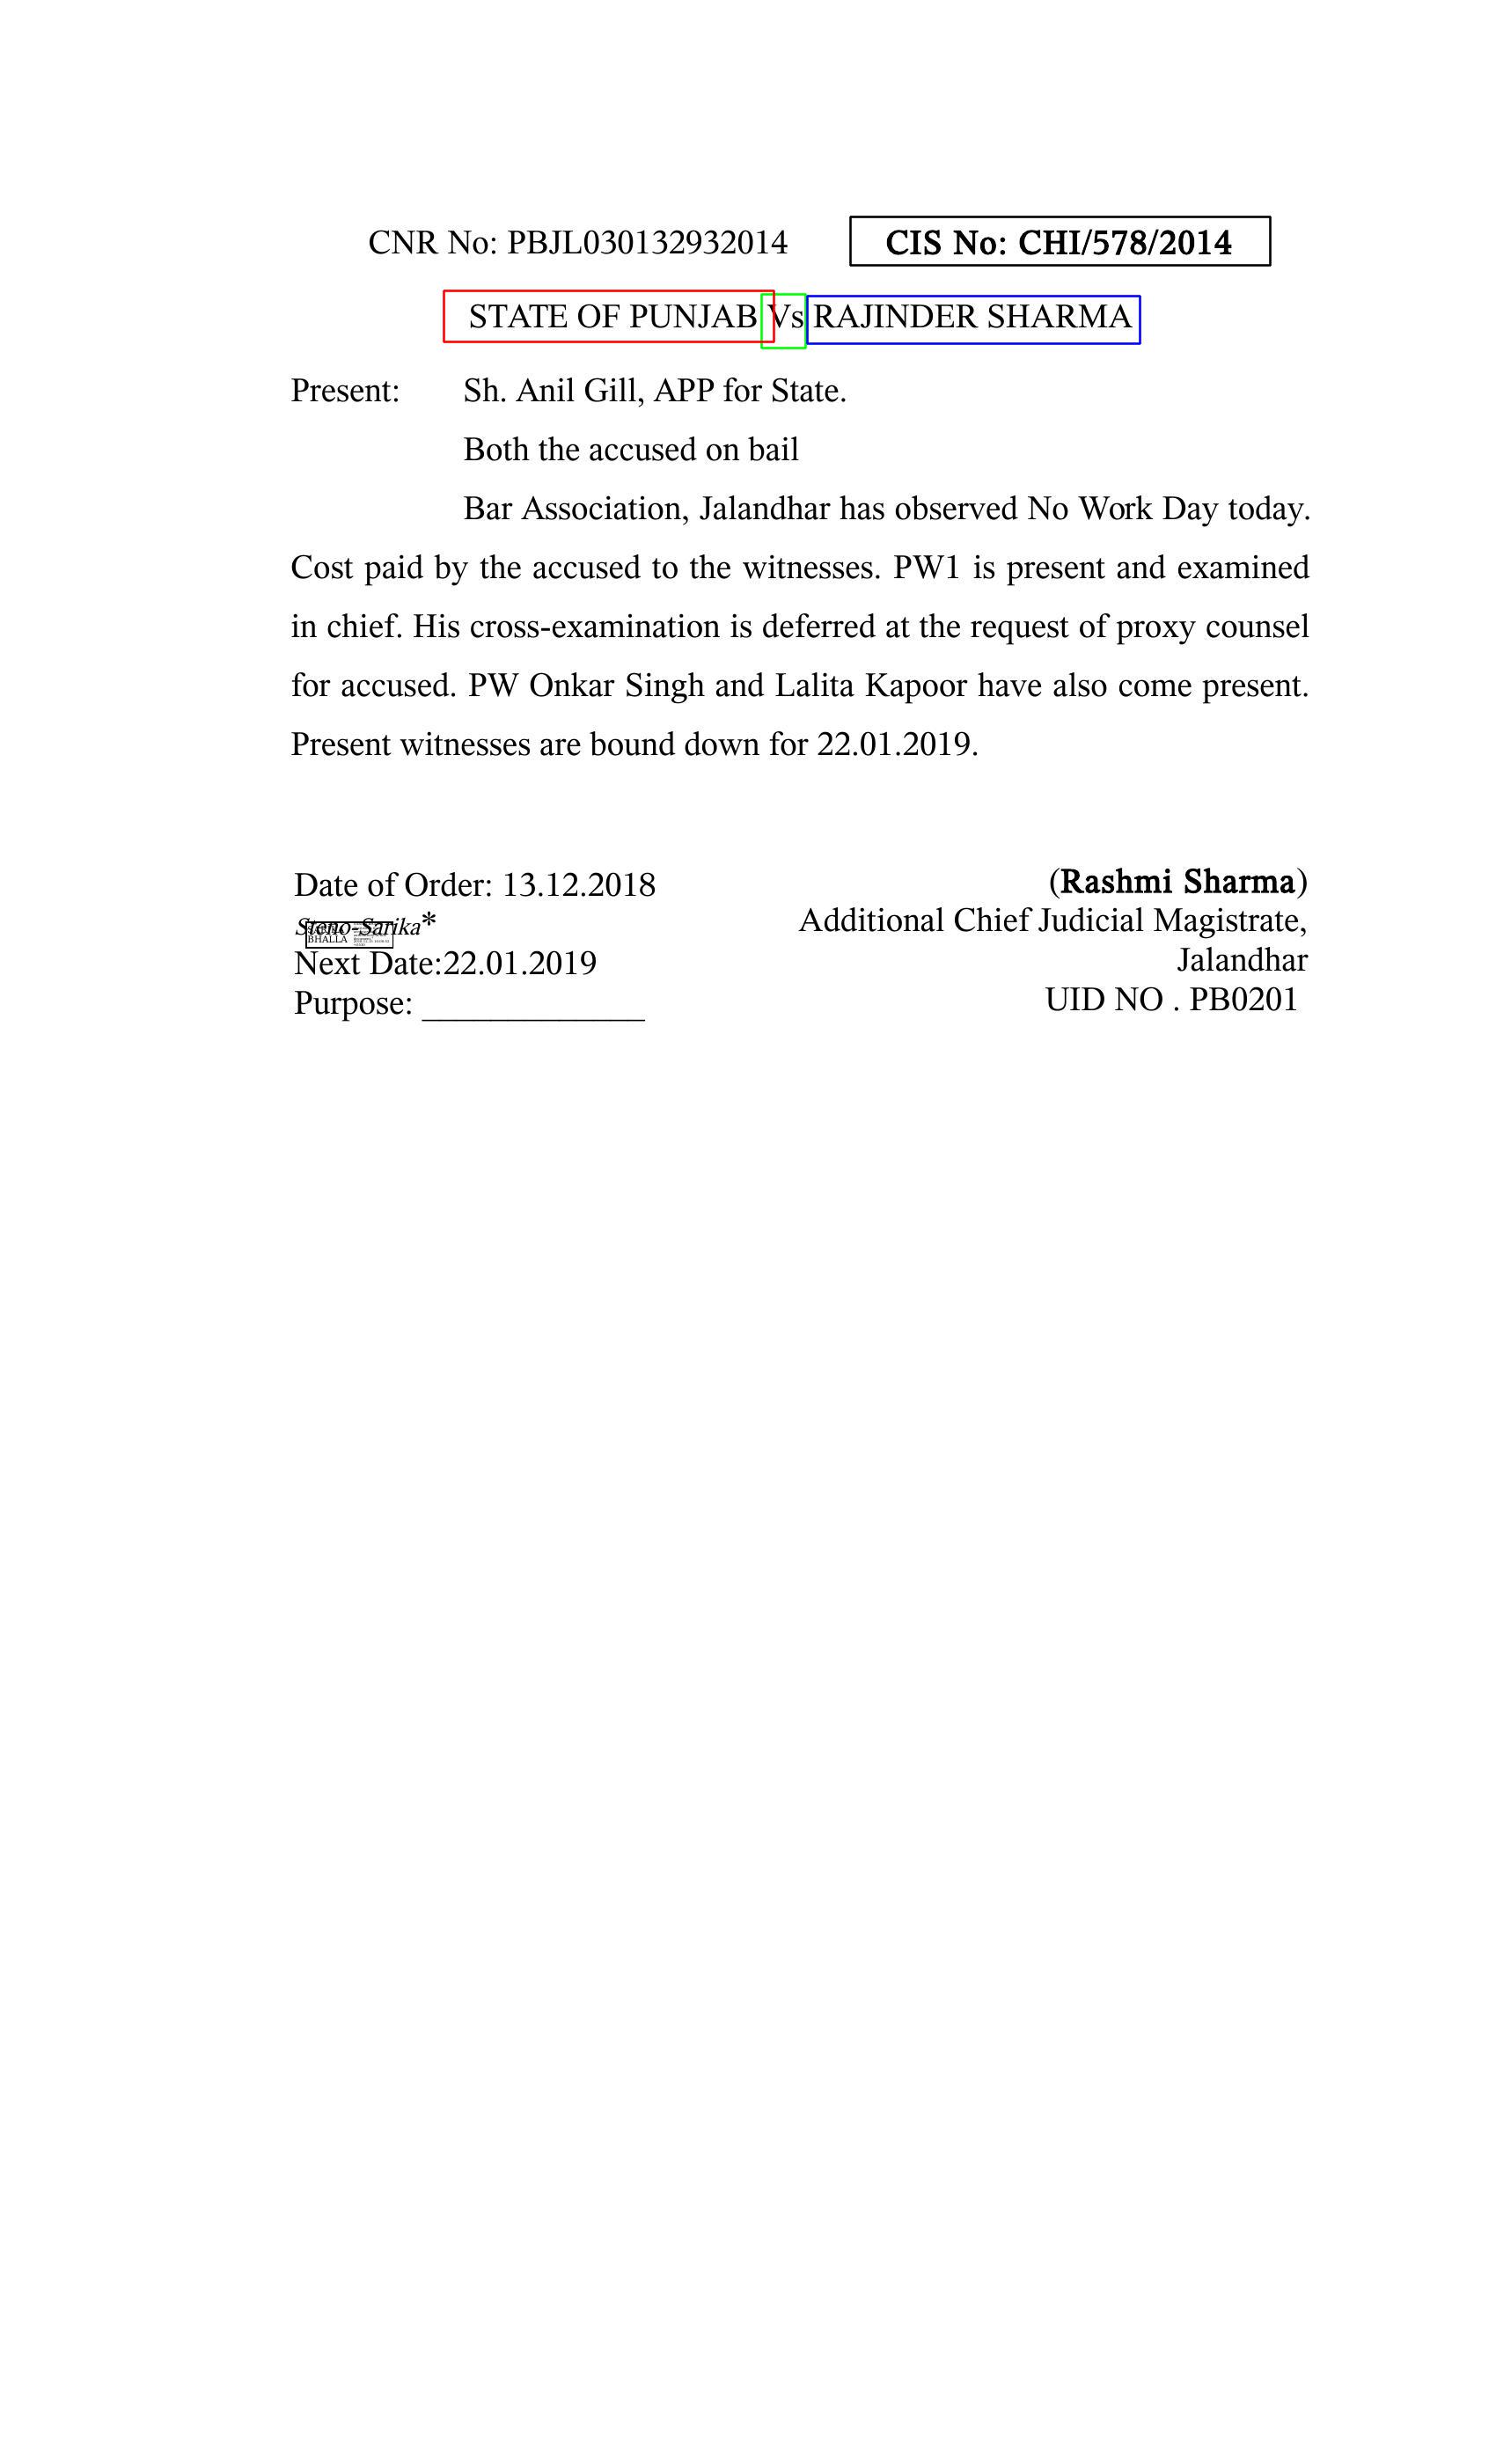 CNR No: PBJL030132932014 CIS No: CHI/578/2014
STATE OF PUNJAB Vs RAJINDER SHARMA
Present: Sh. Anil Gill, APP for State.
Both the accused on bail
Bar Association, Jalandhar has observed No Work Day today.
Cost paid by the accused to the witnesses. PW1 is present and examined
in chief. His cross-examination is deferred at the request of proxy counsel
for accused. PW Onkar Singh and Lalita Kapoor have also come present.
Present witnesses are bound down for 22.01.2019.
Date of Order: 13.12.2018 (Rashmi Sharma)
Steno-Sarika* Additional Chief Judicial Magistrate,
BHALLA
Next Date:22.01.2019 Jalandhar
Purpose: _____________ UID NO . PB0201